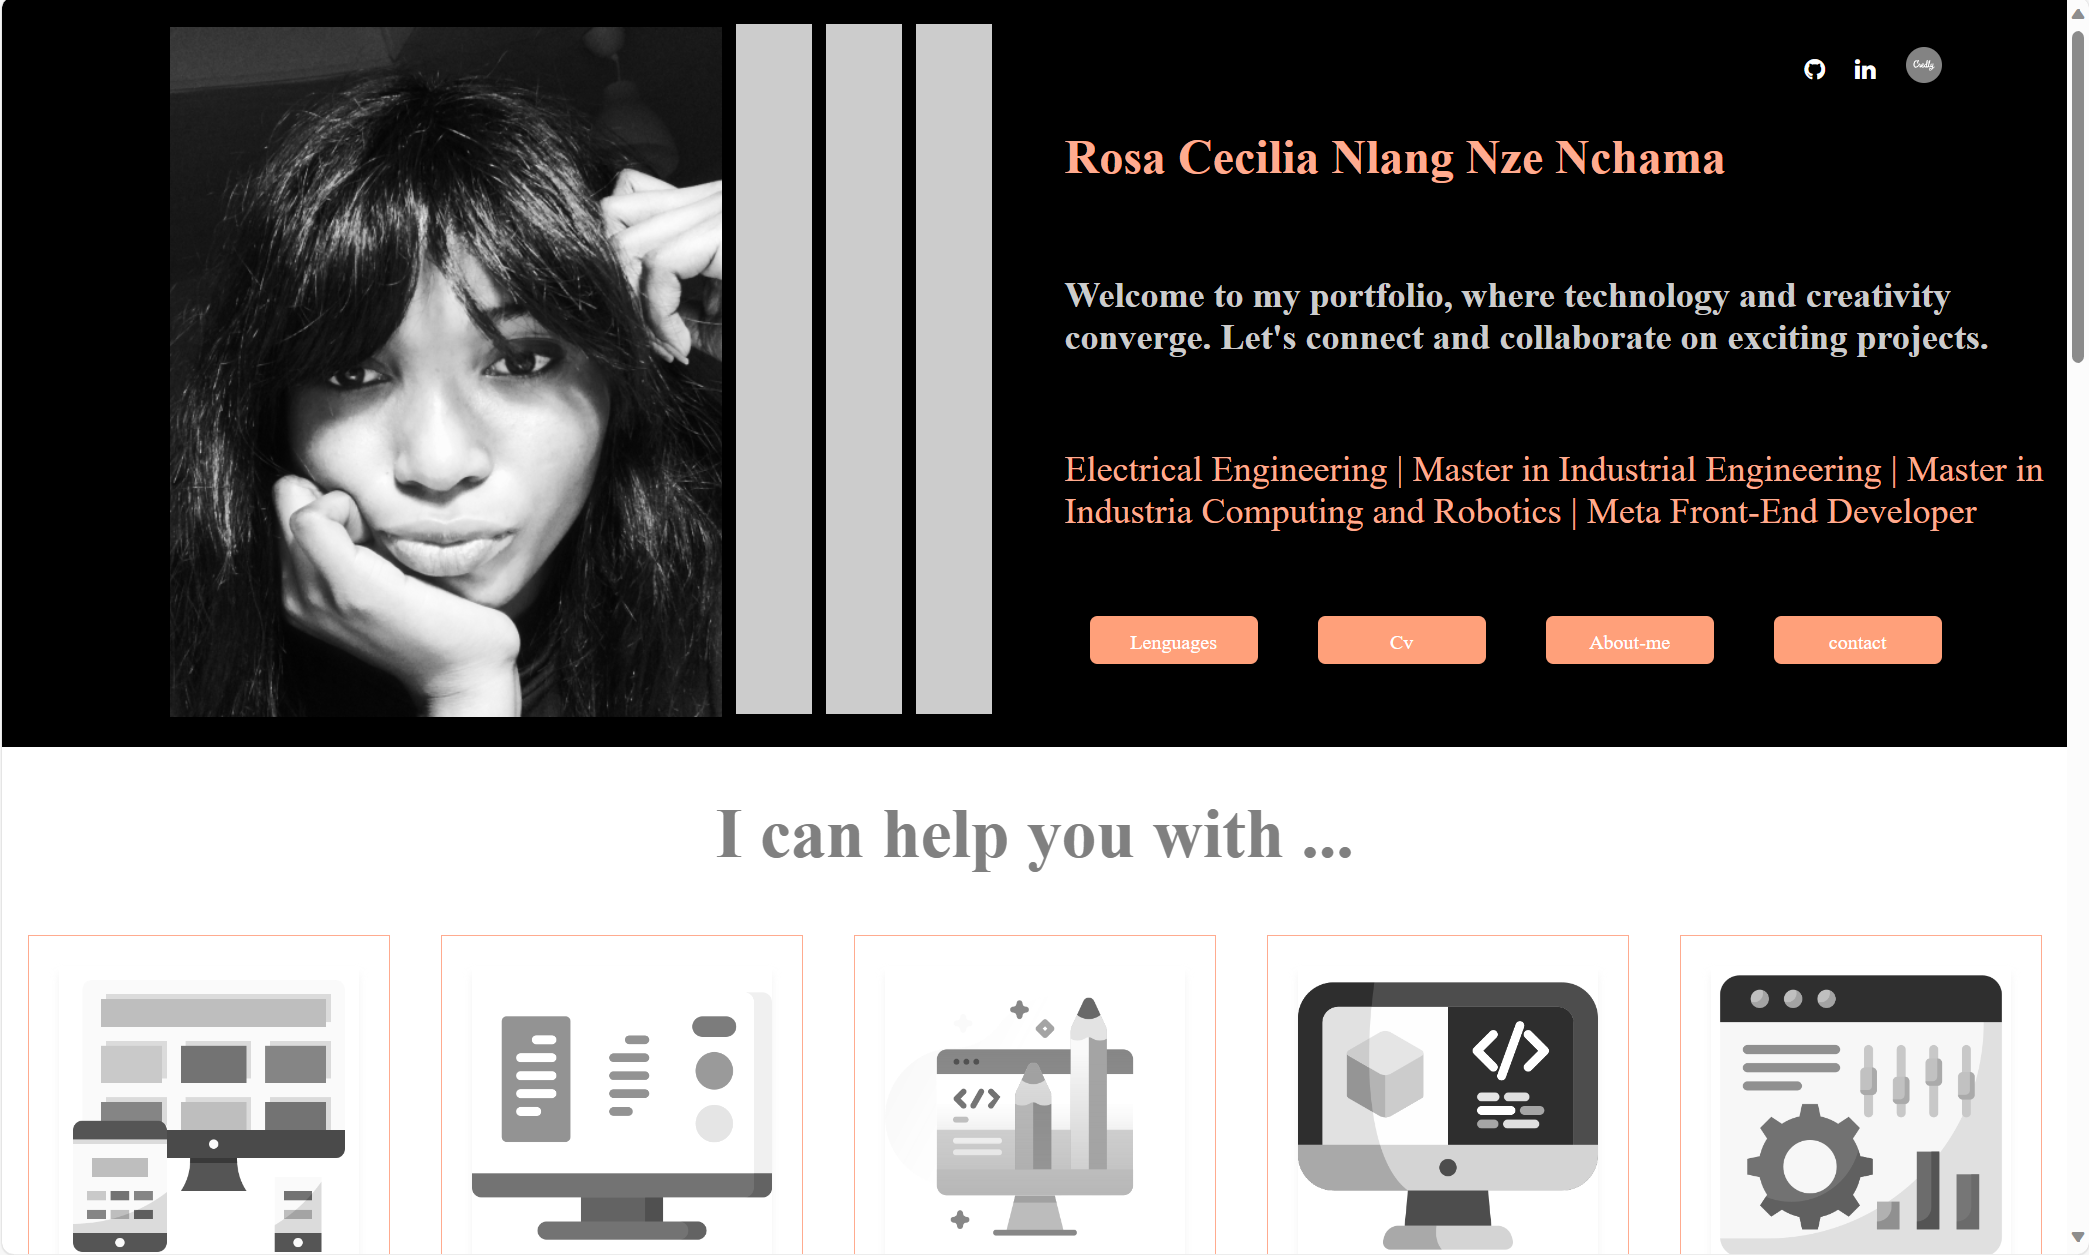 in
Credly
Rosa Cecilia Nlang Nze Nchama
Welcome to my portfolio, where technology and creativity
converge. Let's connect and collaborate on exciting projects.
Electrical Engineering | Master in Industrial Engineering | Master in
Industria Computing and Robotics | Meta Front-End Developer
Lenguages
Cv
About-me
contact
I can help you with ...